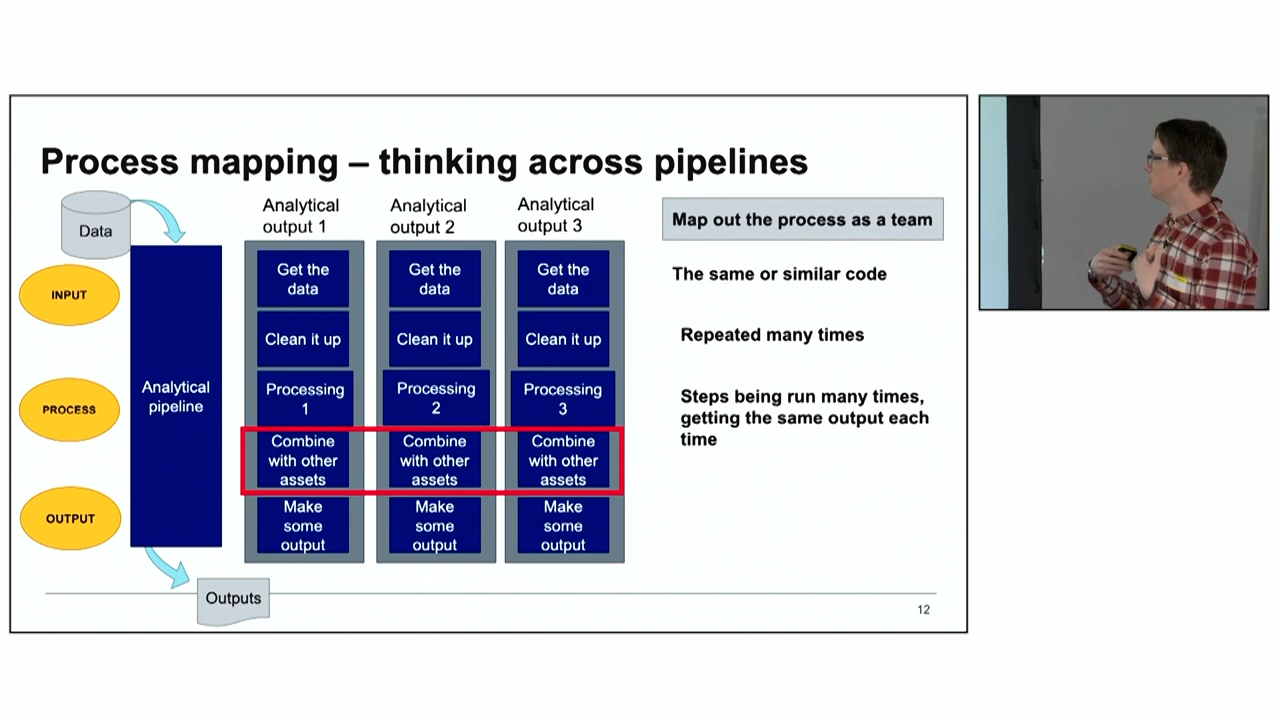 Process mapping – thinking across pipelines
Data
INPUT
PROCESS
OUTPUT
Analytical
pipeline
Outputs
Analytical
output 1
Get the
data
Clean it up
Processing
1
Combine
with other
assets
Make
some
output
Analytical
output 2
Get the
data
Clean it up
Processing
2
Combine
with other
assets
Make
some
output
Analytical
output 3
Get the
data
Clean it up
Processing
3
Combine
with other
assets
Make
some
output
Map out the process as a team
The same or similar code
Repeated many times
Steps being run many times,
getting the same output each
time
12